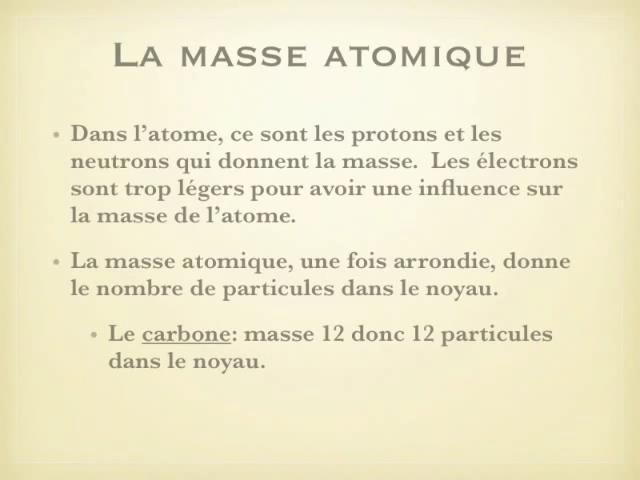 La masse atomique
• Dans l'atome, ce sont les protons et les
neutrons qui donnent la masse. Les électrons
sont trop légers pour avoir une influence sur
la masse de l'atome.
• La masse atomique, une fois arrondie, donne
le nombre de particules dans le noyau.
• Le carbone: masse 12 donc 12 particules
dans le noyau.